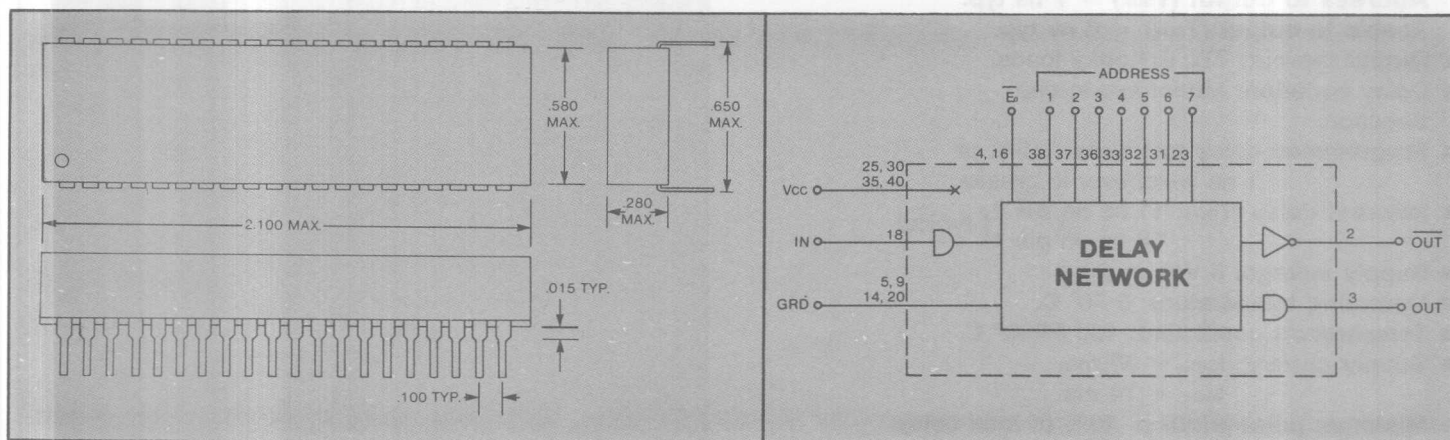 .580
MAX.
.650
MAX.
2.100 MAX.
.280
MAX.
.015 TYP.
.100 TYP.
ADDRESS
1 2 3 4 5 6 7
4, 16 38 37 36 33 32 31 23
25, 30
35, 40
Vcc
IN
18
DELAY
NETWORK
2
OUT
5, 9
14, 20
GRD
3
OUT